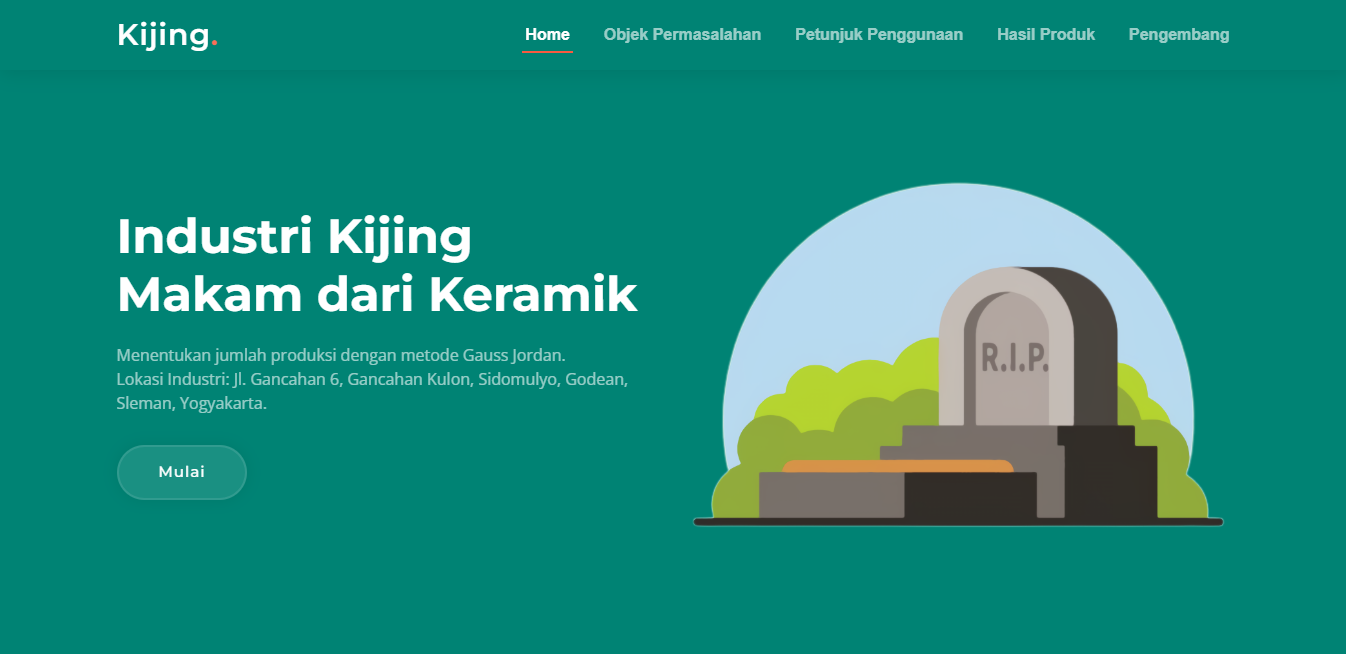 Kijing.
Home Objek Permasalahan Petunjuk Penggunaan Hasil Produk Pengembang
Industri Kijing
Makam dari Keramik
Menentukan jumlah produksi dengan metode Gauss Jordan.
Lokasi Industri: Jl. Gancahan 6, Gancahan Kulon, Sidomulyo, Godean,
Sleman, Yogyakarta.
Mulai
R.I.P.